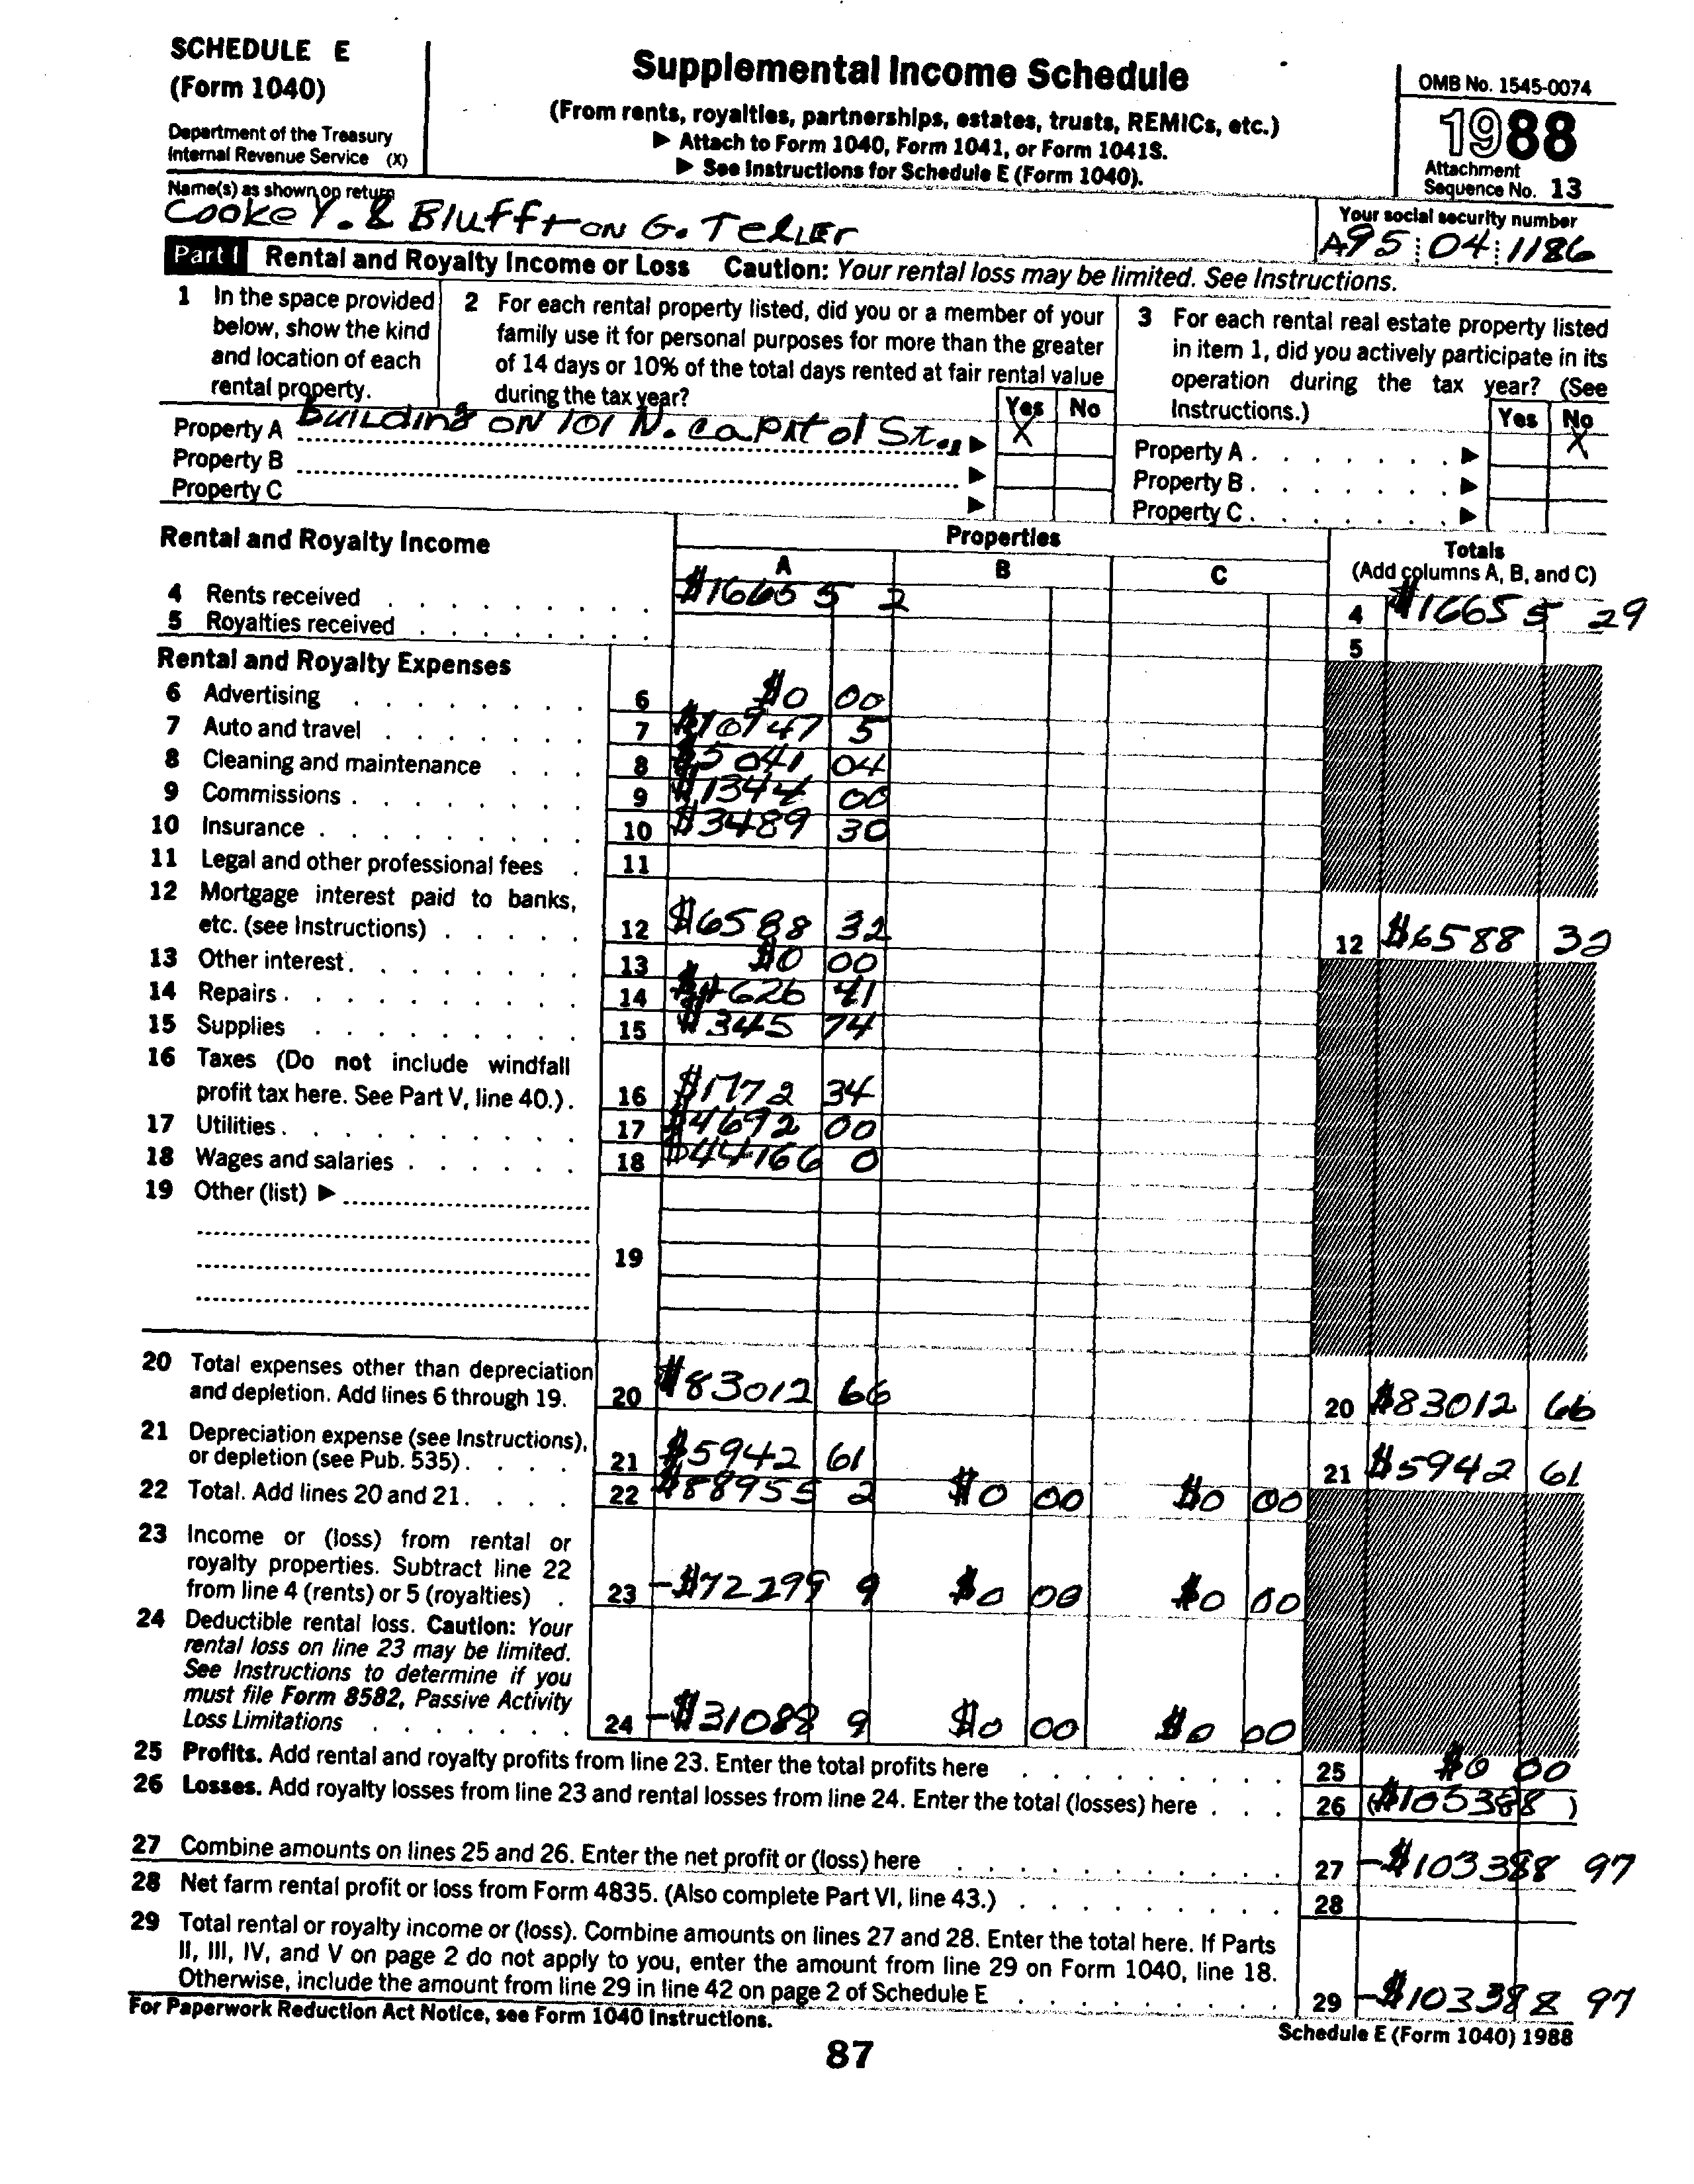 SCHEDULE E
(Form 1040)
Department of the Treasury
Internal Revenue Service (X)
Supplemental Income Schedule
(From rents, royalties, partnerships, estates, trusts, REMICs, etc.)
▶ Attach to Form 1040, Form 1041, or Form 1041S.
▶ See Instructions for Schedule E (Form 1040).
OMB No. 1545-0074
1988
Attachment
Sequence No. 13
Name(s) as shown on return
Cooke Y. & Bluffton G. Tellier
Your social security number
A95 04 1186
Part I Rental and Royalty Income or Loss Caution: Your rental loss may be limited. See Instructions.
1 In the space provided below, show the kind and location of each rental property.
2 For each rental property listed, did you or a member of your family use it for personal purposes for more than the greater of 14 days or 10% of the total days rented at fair rental value during the tax year?
Yes No
3 For each rental real estate property listed in item 1, did you actively participate in its operation during the tax year? (See Instructions.)
Yes No
Property A Building on 101 N. Capitol St., ▶ X
Property B ▶
Property C ▶
Property A . . . ▶ X
Property B . . . ▶
Property C . . . ▶
Rental and Royalty Income
Properties
A B C
Totals
(Add columns A, B, and C)
4 Rents received $16655 2 4 $16655 29
5 Royalties received 5
Rental and Royalty Expenses
6 Advertising 6 $0 00
7 Auto and travel 7 $10747 5
8 Cleaning and maintenance 8 $5041 04
9 Commissions 9 $1344 00
10 Insurance 10 $3489 30
11 Legal and other professional fees 11
12 Mortgage interest paid to banks, etc. (see Instructions) 12 $6588 32 12 $6588 32
13 Other interest 13 $0 00
14 Repairs 14 $4626 41
15 Supplies 15 $345 74
16 Taxes (Do not include windfall profit tax here. See Part V, line 40.) 16 $1772 34
17 Utilities 17 $4692 00
18 Wages and salaries 18 $44166 0
19 Other (list) ▶
19
20 Total expenses other than depreciation and depletion. Add lines 6 through 19. 20 $83012 66 20 $83012 66
21 Depreciation expense (see Instructions), or depletion (see Pub. 535) 21 $5942 61 21 $5942 61
22 Total. Add lines 20 and 21 22 $88955 2 $0 00 $0 00
23 Income or (loss) from rental or royalty properties. Subtract line 22 from line 4 (rents) or 5 (royalties) 23 -$72299 9 $0 00 $0 00
24 Deductible rental loss. Caution: Your rental loss on line 23 may be limited. See Instructions to determine if you must file Form 8582, Passive Activity Loss Limitations 24 -$31088 9 $0 00 $0 00
25 Profits. Add rental and royalty profits from line 23. Enter the total profits here 25 $0 00
26 Losses. Add royalty losses from line 23 and rental losses from line 24. Enter the total (losses) here 26 ($103388 )
27 Combine amounts on lines 25 and 26. Enter the net profit or (loss) here 27 -$103388 97
28 Net farm rental profit or loss from Form 4835. (Also complete Part VI, line 43.) 28
29 Total rental or royalty income or (loss). Combine amounts on lines 27 and 28. Enter the total here. If Parts II, III, IV, and V on page 2 do not apply to you, enter the amount from line 29 on Form 1040, line 18. Otherwise, include the amount from line 29 in line 42 on page 2 of Schedule E 29 -$103388 97
For Paperwork Reduction Act Notice, see Form 1040 Instructions.
Schedule E (Form 1040) 1988
87